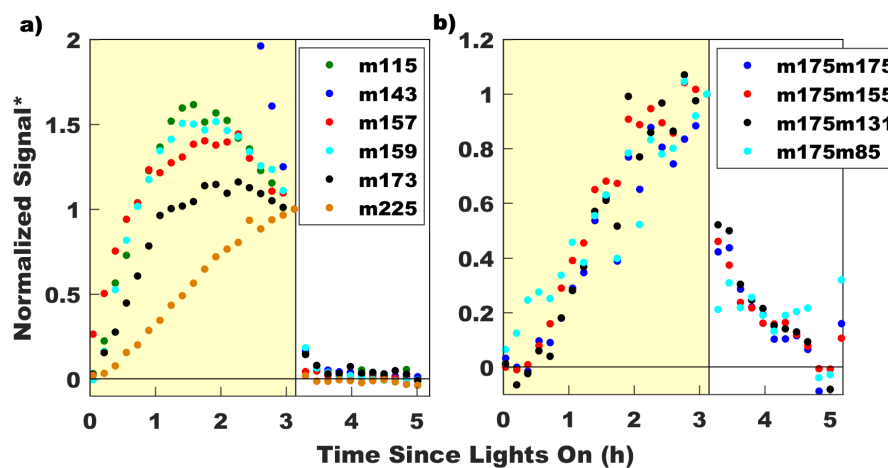 a)
b)
2
1.5
1
0.5
0
0 1 2 3 4 5
Normalized Signal*
m115
m143
m157
m159
m173
m225
1.2
1
0.8
0.6
0.4
0.2
0
0 1 2 3 4 5
m175m175
m175m155
m175m131
m175m85
Time Since Lights On (h)